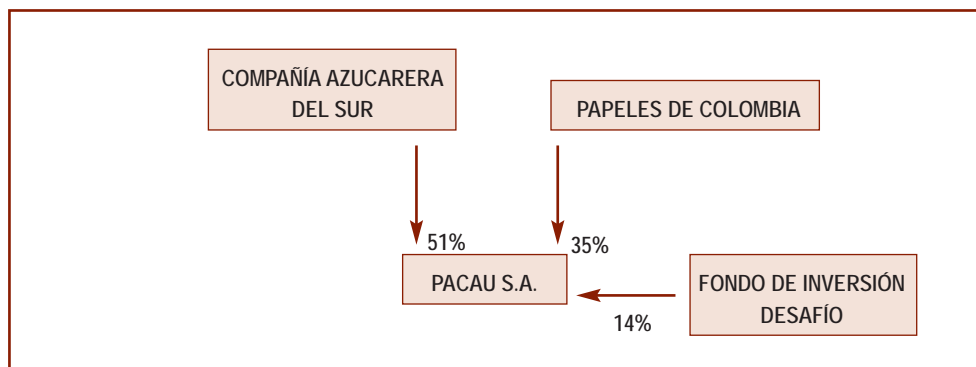 COMPAÑÍA AZUCARERA
DEL SUR
PAPELES DE COLOMBIA
51%
35%
PACAU S.A.
FONDO DE INVERSIÓN
DESAFÍO
14%